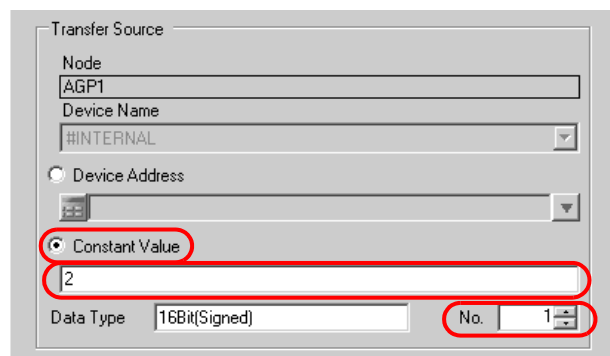 Transfer Source
Node
AGP1
Device Name
#INTERNAL
Device Address
Constant Value
2
Data Type 16Bit(Signed) No. 1